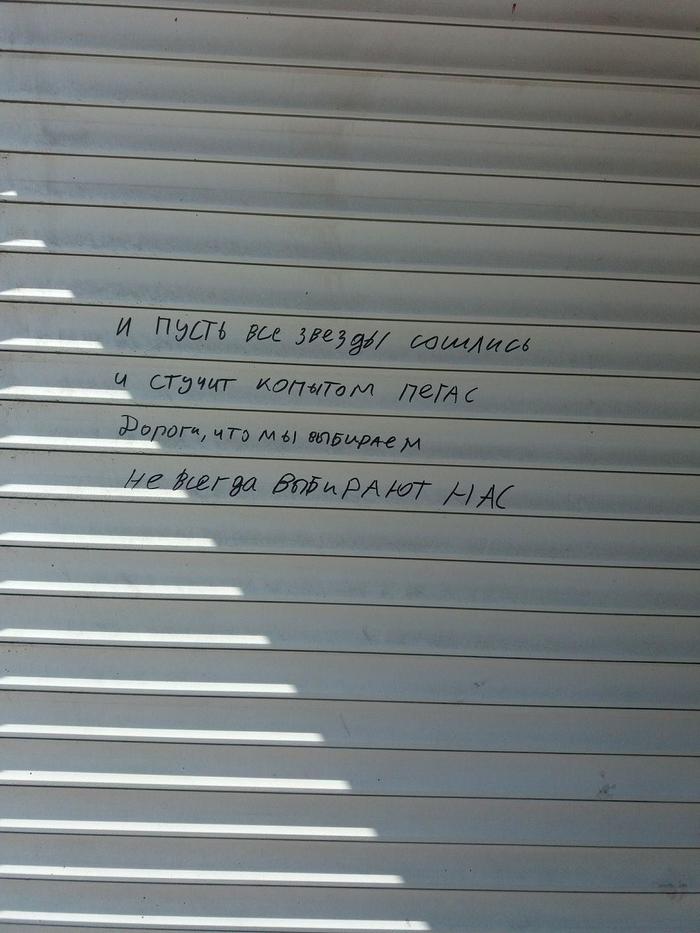 И ПУСТЬ ВСЕ ЗВЕЗДЫ СОШЛИСЬ
И СТУЧИТ КОПЫТОМ ПЕГАС
Дороги, что мы выбираем
Не всегда ВЫБИРАЮТ НАС